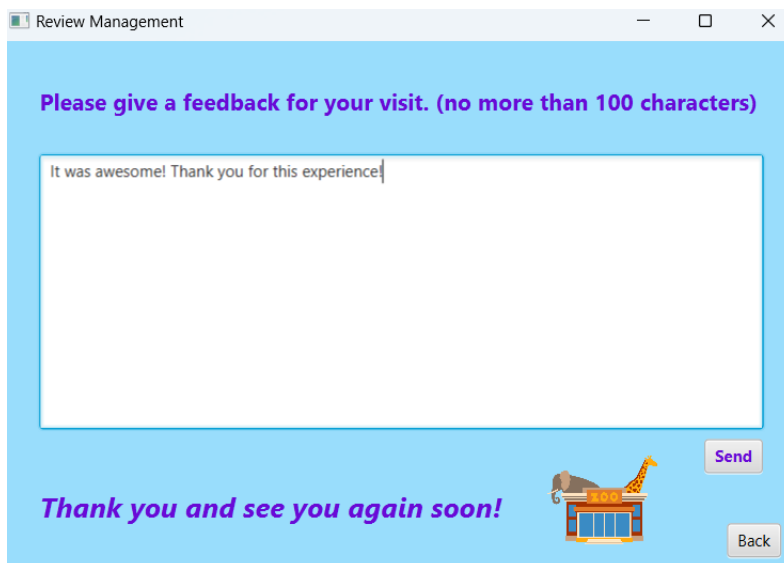 Review Management
Please give a feedback for your visit. (no more than 100 characters)
It was awesome! Thank you for this experience!
Send
ZOO
Thank you and see you again soon!
Back